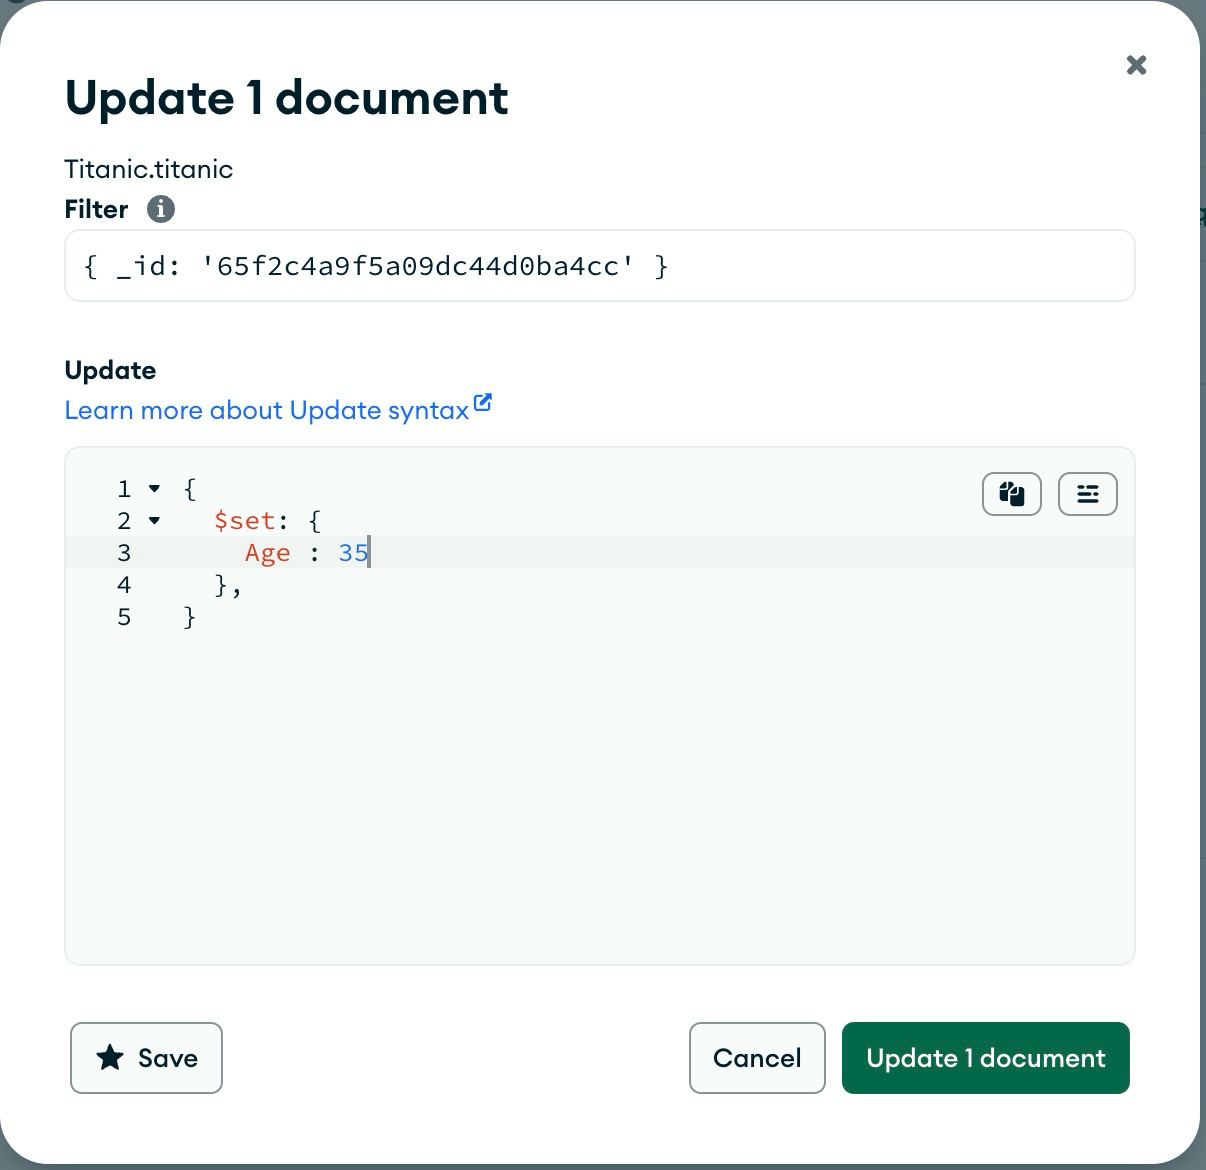 Update 1 document
Titanic.titanic
Filter
{ _id: '65f2c4a9f5a09dc44d0ba4cc' }
Update
Learn more about Update syntax
1 {
2 $set: {
3 Age : 35
4 },
5 }
Save
Cancel
Update 1 document